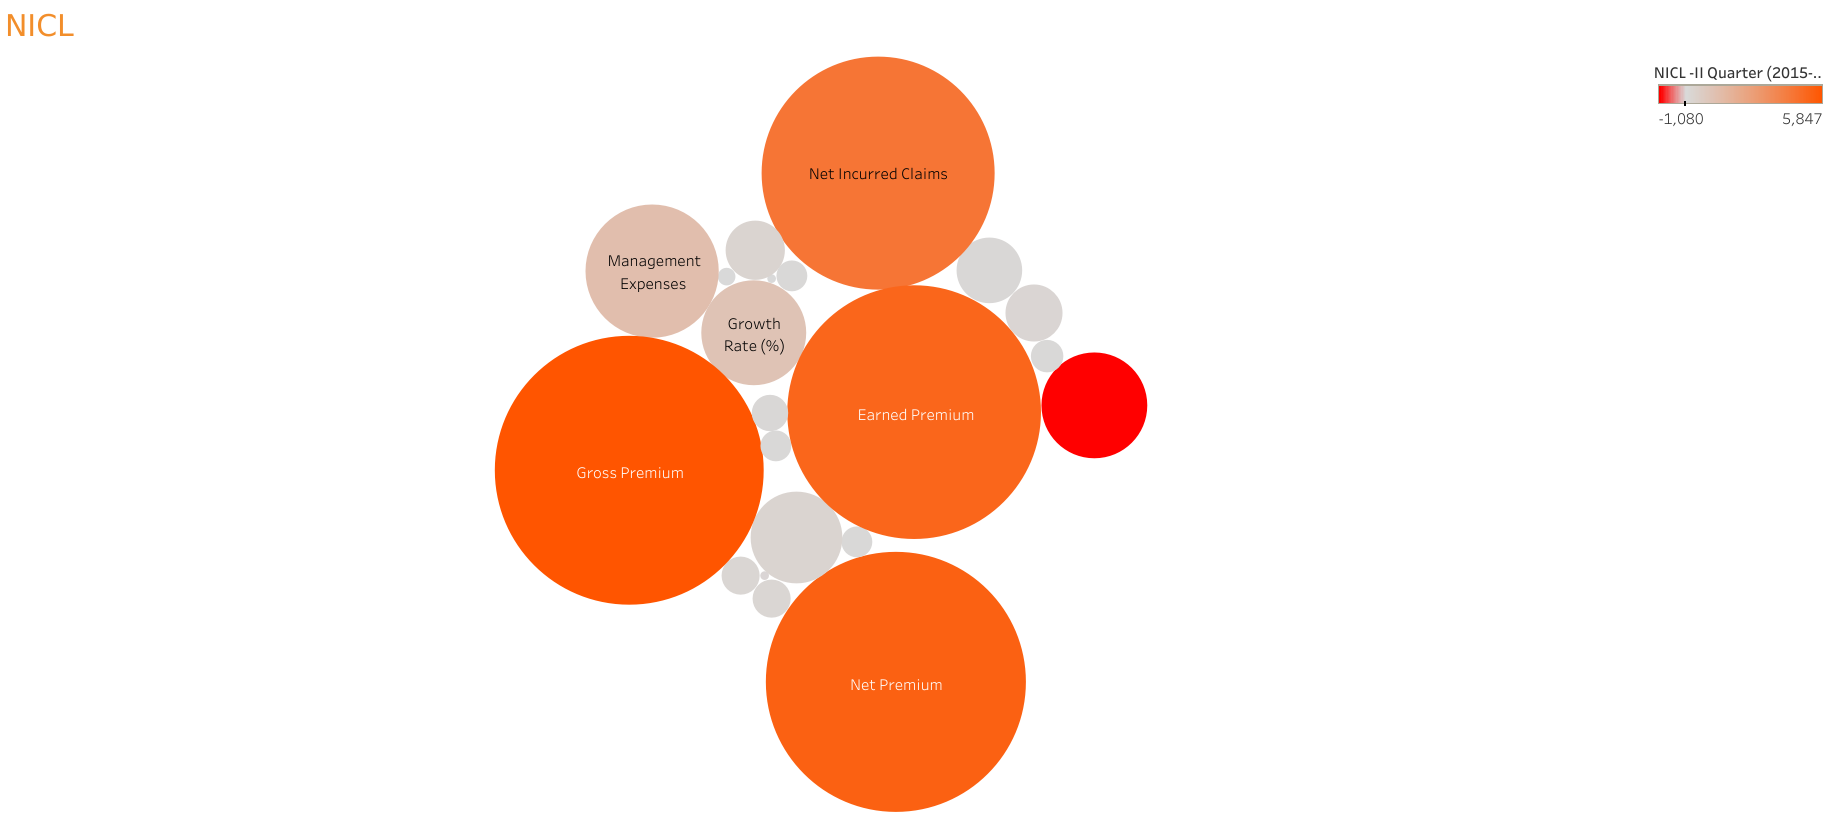 NICL
NICL -II Quarter (2015-..
-1,080
5,847
Net Incurred Claims
Management
Expenses
Growth
Rate (%)
Earned Premium
Gross Premium
Net Premium